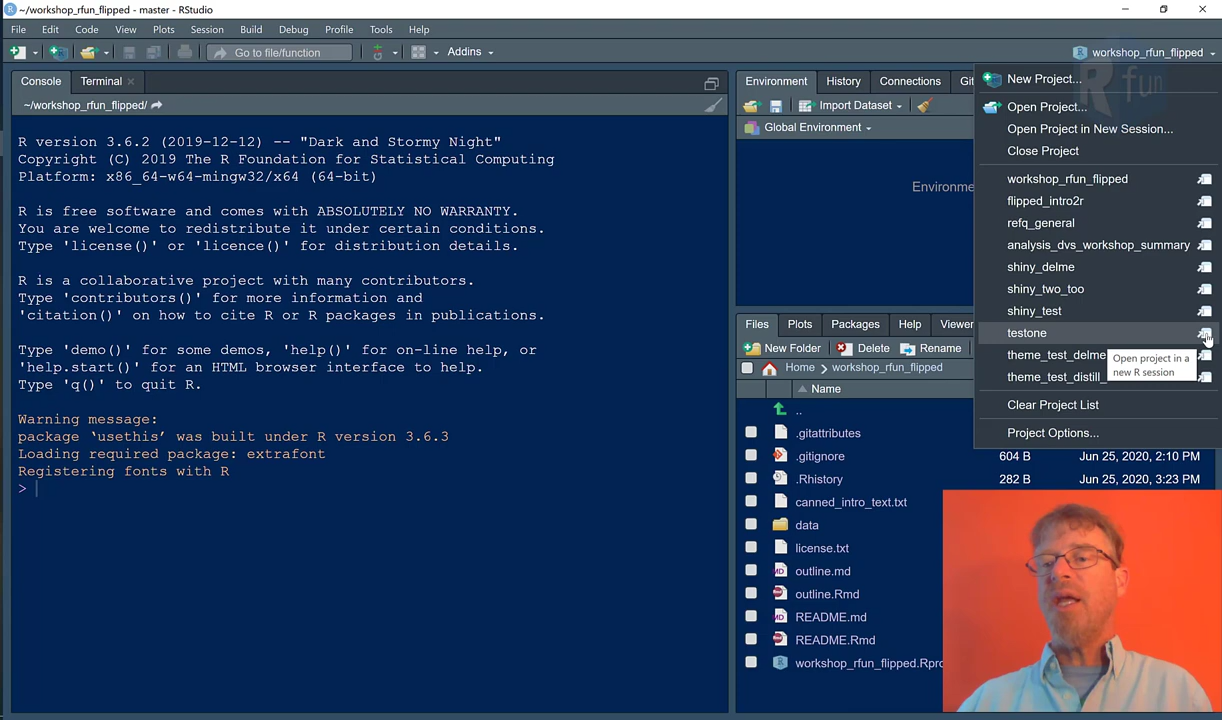 ~/workshop_rfun_flipped - master - RStudio
File Edit Code View Plots Session Build Debug Profile Tools Help
Go to file/function Addins workshop_rfun_flipped
Console Terminal
~/workshop_rfun_flipped/
R version 3.6.2 (2019-12-12) -- "Dark and Stormy Night"
Copyright (C) 2019 The R Foundation for Statistical Computing
Platform: x86_64-w64-mingw32/x64 (64-bit)
R is free software and comes with ABSOLUTELY NO WARRANTY.
You are welcome to redistribute it under certain conditions.
Type 'license()' or 'licence()' for distribution details.
R is a collaborative project with many contributors.
Type 'contributors()' for more information and
'citation()' on how to cite R or R packages in publications.
Type 'demo()' for some demos, 'help()' for on-line help, or
'help.start()' for an HTML browser interface to help.
Type 'q()' to quit R.
Warning message:
package ‘usethis’ was built under R version 3.6.3
Loading required package: extrafont
Registering fonts with R
>
Environment History Connections Git
Import Dataset
Global Environment
Environme
R fun
New Project...
Open Project...
Open Project in New Session...
Close Project
workshop_rfun_flipped
flipped_intro2r
refq_general
analysis_dvs_workshop_summary
shiny_delme
shiny_two_too
shiny_test
testone
theme_test_delme
theme_test_distill_
Open project in a
new R session
Clear Project List
Project Options...
Files Plots Packages Help Viewer
New Folder Delete Rename
Home workshop_rfun_flipped
Name
..
.gitattributes
.gitignore 604 B Jun 25, 2020, 2:10 PM
.Rhistory 282 B Jun 25, 2020, 3:23 PM
canned_intro_text.txt
data
license.txt
outline.md
outline.Rmd
README.md
README.Rmd
workshop_rfun_flipped.Rpro